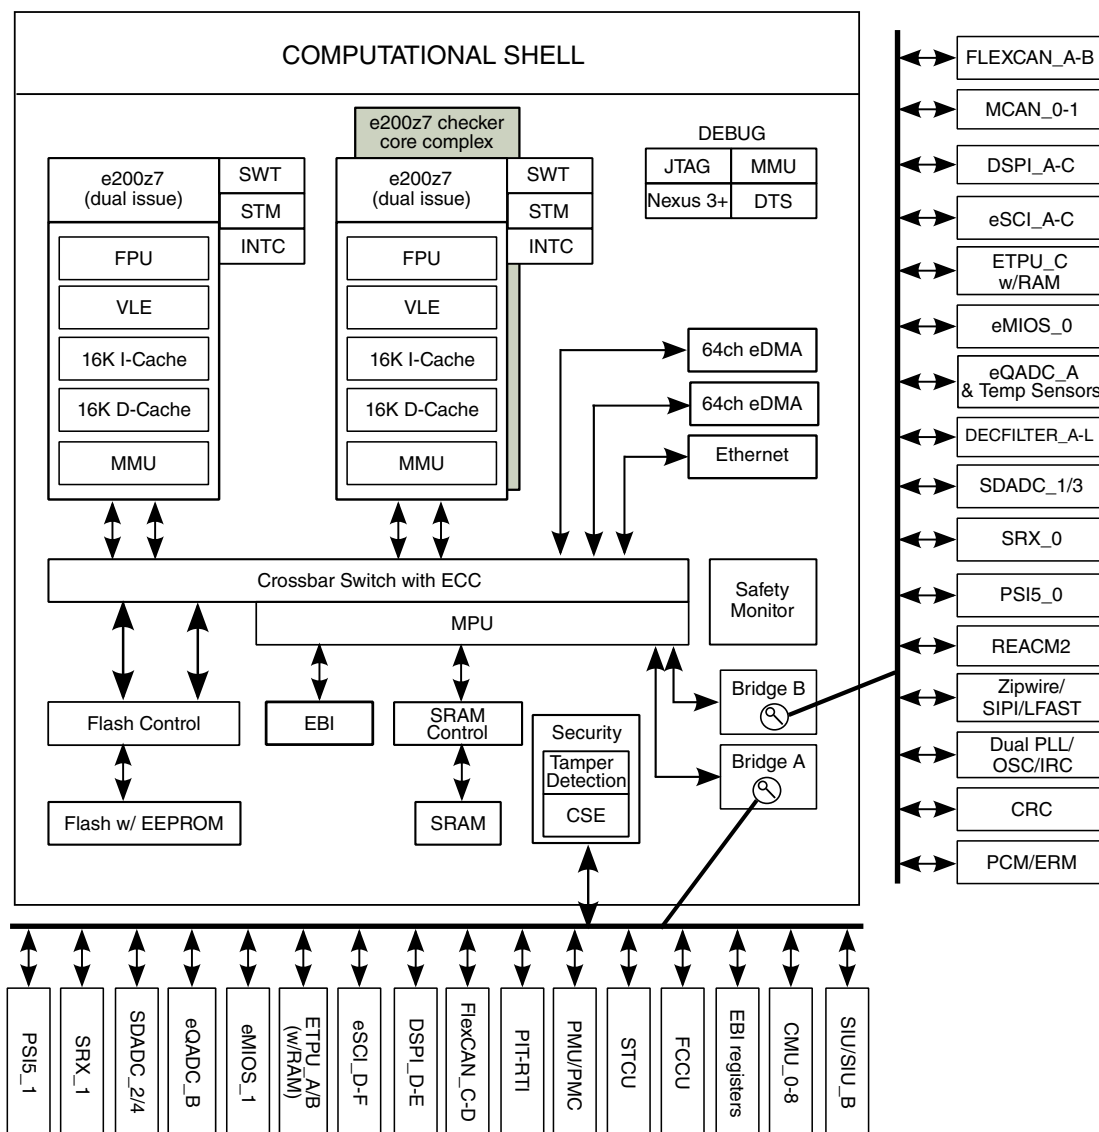 COMPUTATIONAL SHELL
e200z7 checker
core complex
e200z7
(dual issue)
SWT
STM
INTC
FPU
VLE
16K I-Cache
16K D-Cache
MMU
e200z7
(dual issue)
SWT
STM
INTC
FPU
VLE
16K I-Cache
16K D-Cache
MMU
DEBUG
JTAG
MMU
Nexus 3+
DTS
64ch eDMA
64ch eDMA
Ethernet
Crossbar Switch with ECC
MPU
Safety
Monitor
Flash Control
EBI
SRAM
Control
Flash w/ EEPROM
SRAM
Security
Tamper
Detection
CSE
Bridge B
Bridge A
FLEXCAN_A-B
MCAN_0-1
DSPI_A-C
eSCI_A-C
ETPU_C
w/RAM
eMIOS_0
eQADC_A
& Temp Sensors
DECFILTER_A-L
SDADC_1/3
SRX_0
PSI5_0
REACM2
Zipwire/
SIPI/LFAST
Dual PLL/
OSC/IRC
CRC
PCM/ERM
PSI5_1
SRX_1
SDADC_2/4
eQADC_B
eMIOS_1
ETPU_A/B
(w/RAM)
eSCI_D-F
DSPI_D-E
FlexCAN_C-D
PIT-RTI
PMU/PMC
STCU
FCCU
EBI
registers
CMU_0-8
SIU/SIU_B